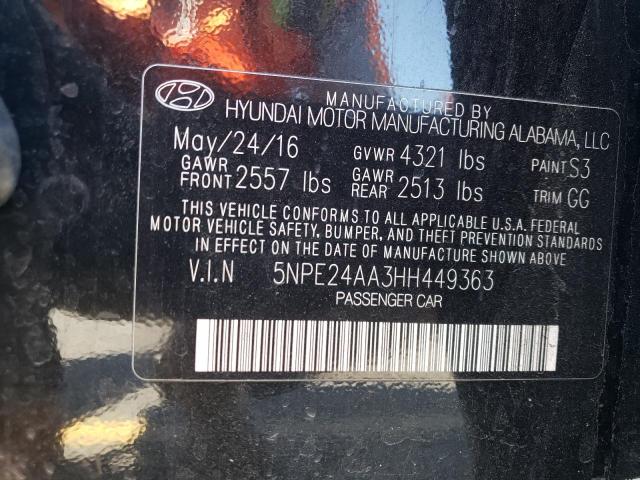 MANUFACTURED BY
HYUNDAI MOTOR MANUFACTURING ALABAMA, LLC
May/24/16 GVWR 4321 lbs PAINT S3
GAWR FRONT 2557 lbs GAWR REAR 2513 lbs TRIM GG
THIS VEHICLE CONFORMS TO ALL APPLICABLE U.S.A. FEDERAL
MOTOR VEHICLE SAFETY, BUMPER, AND THEFT PREVENTION STANDARDS
IN EFFECT ON THE DATE OF MANUFACTURE SHOWN ABOVE.
V.I.N 5NPE24AA3HH449363
PASSENGER CAR